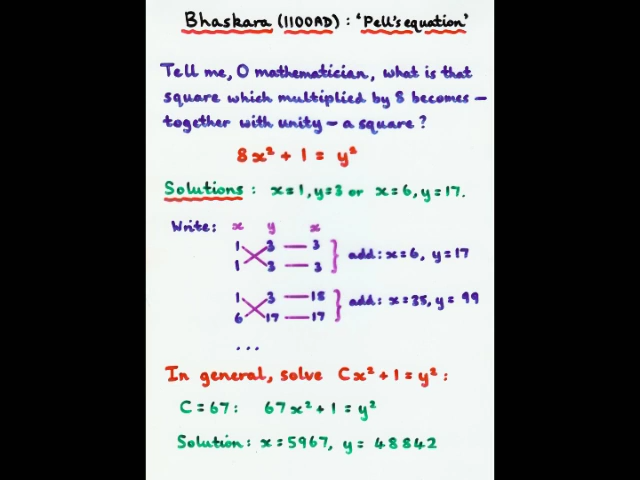 Bhaskara (1100AD) : 'Pell's equation'
Tell me, O mathematician, what is that
square which multiplied by 8 becomes –
together with unity – a square?
8x² + 1 = y²
Solutions : x=1, y=3 or x=6, y=17.
Write: x y x
1 3 — 3
1 3 — 3 } add: x=6, y=17
1 3 — 18
6 17 — 17 } add: x=35, y=99
...
In general, solve Cx² + 1 = y² :
C=67: 67x² + 1 = y²
Solution: x=5967, y=48842